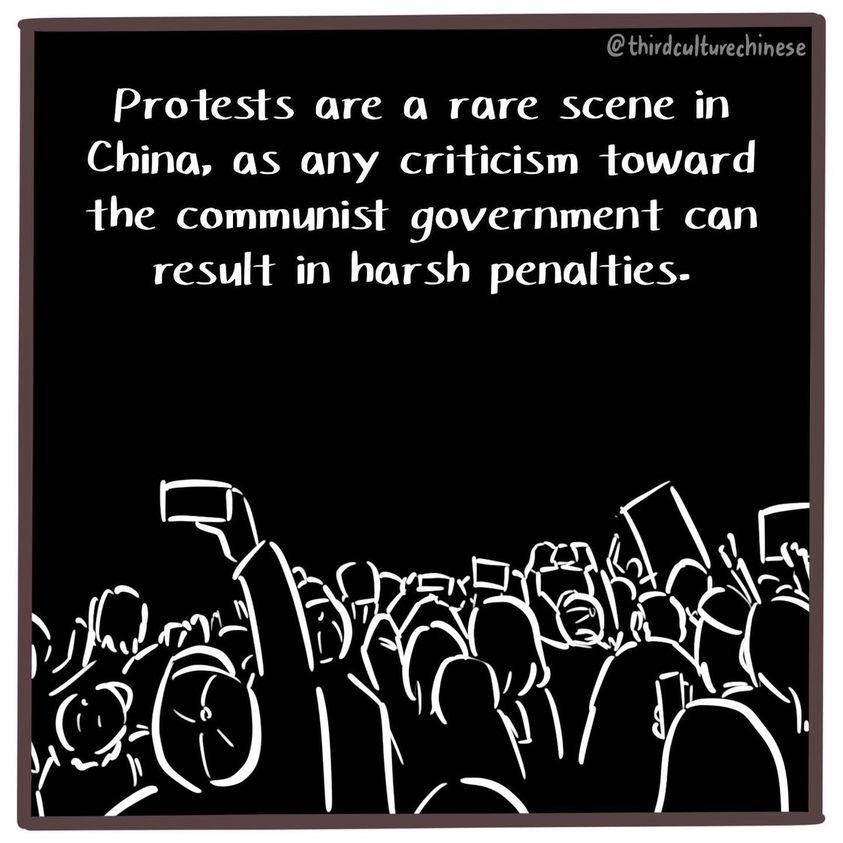 @thirdculturechinese
Protests are a rare scene in
China, as any criticism toward
the communist government can
result in harsh penalties.